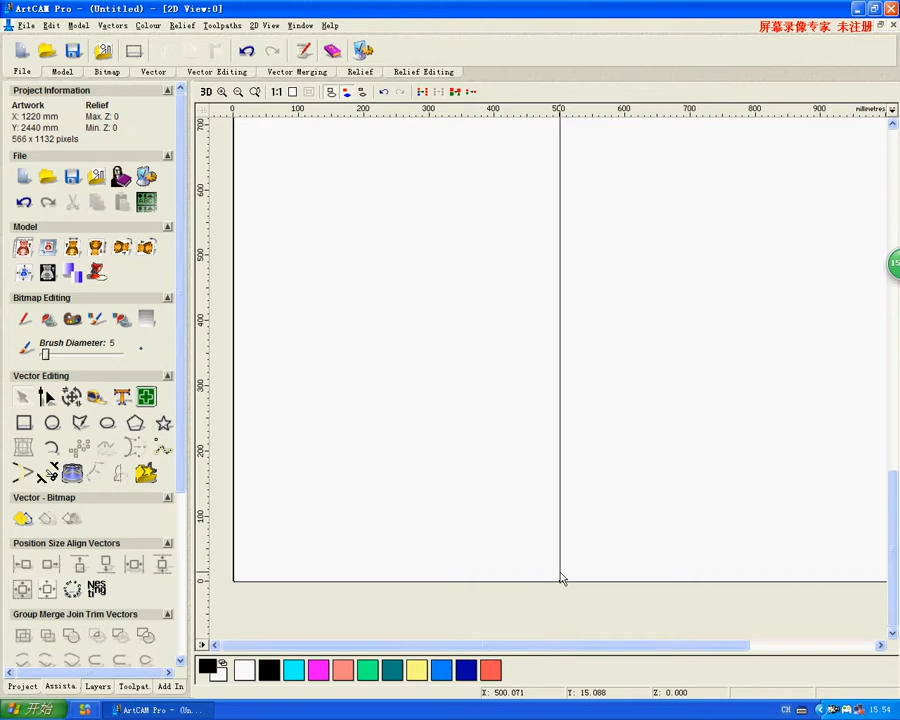 ArtCAM Pro - (Untitled) - [2D View:0]
File Edit Model Vectors Colour Relief Toolpaths 2D View Window Help
屏幕录像专家 未注册
File Model Bitmap Vector Vector Editing Vector Merging Relief Relief Editing
Project Information
3D 1:1
Artwork Relief
X: 1220 mm Max. Z: 0
Y: 2440 mm Min. Z: 0
566 x 1132 pixels
0 100 200 300 400 500 600 700 800 900 millimetres
700
600
500
400
300
200
100
0
File
Model
Bitmap Editing
Brush Diameter: 5
Vector Editing
Vector - Bitmap
Position Size Align Vectors
Nes
ting
Group Merge Join Trim Vectors
15
Project Assista. Layers Toolpat. Add In
X: 500.071 Y: 15.088 Z: 0.000
开始 ArtCAM Pro - (Un... CH 15:54